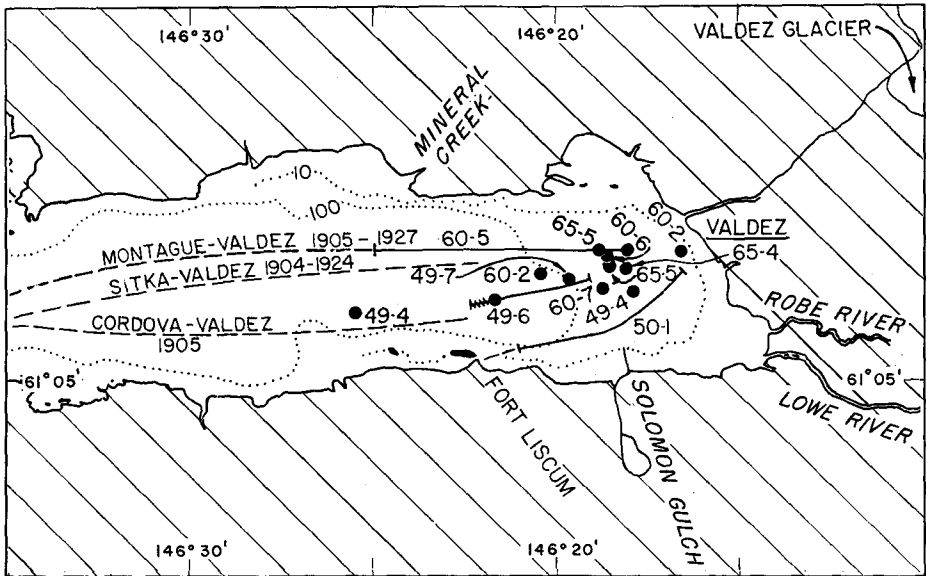 146° 30'
146° 20'
VALDEZ GLACIER
MINERAL
CREEK
10
100
65-5
60-6
60-2
VALDEZ
65-4
MONTAGUE-VALDEZ 1905-1927
60-5
SITKA-VALDEZ 1904-1924
49-7
60-2
65-5
60-7
49-4
49-6
49-4
50-1
CORDOVA-VALDEZ
1905
ROBE RIVER
61° 05'
61° 05'
LOWE RIVER
FORT LISCUM
SOLOMON GULCH
146° 30'
146° 20'